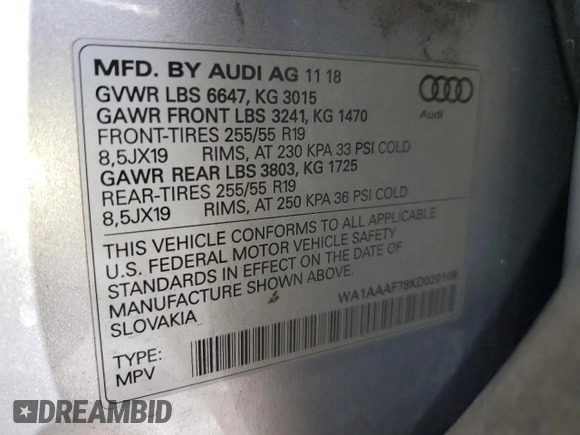 MFD. BY AUDI AG 11 18
GVWR LBS 6647, KG 3015
GAWR FRONT LBS 3241, KG 1470
FRONT-TIRES 255/55 R19
8,5JX19 RIMS, AT 230 KPA 33 PSI COLD
GAWR REAR LBS 3803, KG 1725
REAR-TIRES 255/55 R19
8,5JX19 RIMS, AT 250 KPA 36 PSI COLD
Audi
THIS VEHICLE CONFORMS TO ALL APPLICABLE
U.S. FEDERAL MOTOR VEHICLE SAFETY
STANDARDS IN EFFECT ON THE DATE OF
MANUFACTURE SHOWN ABOVE.
SLOVAKIA
WA1AAAF78KD020109
TYPE:
MPV
DREAMBID